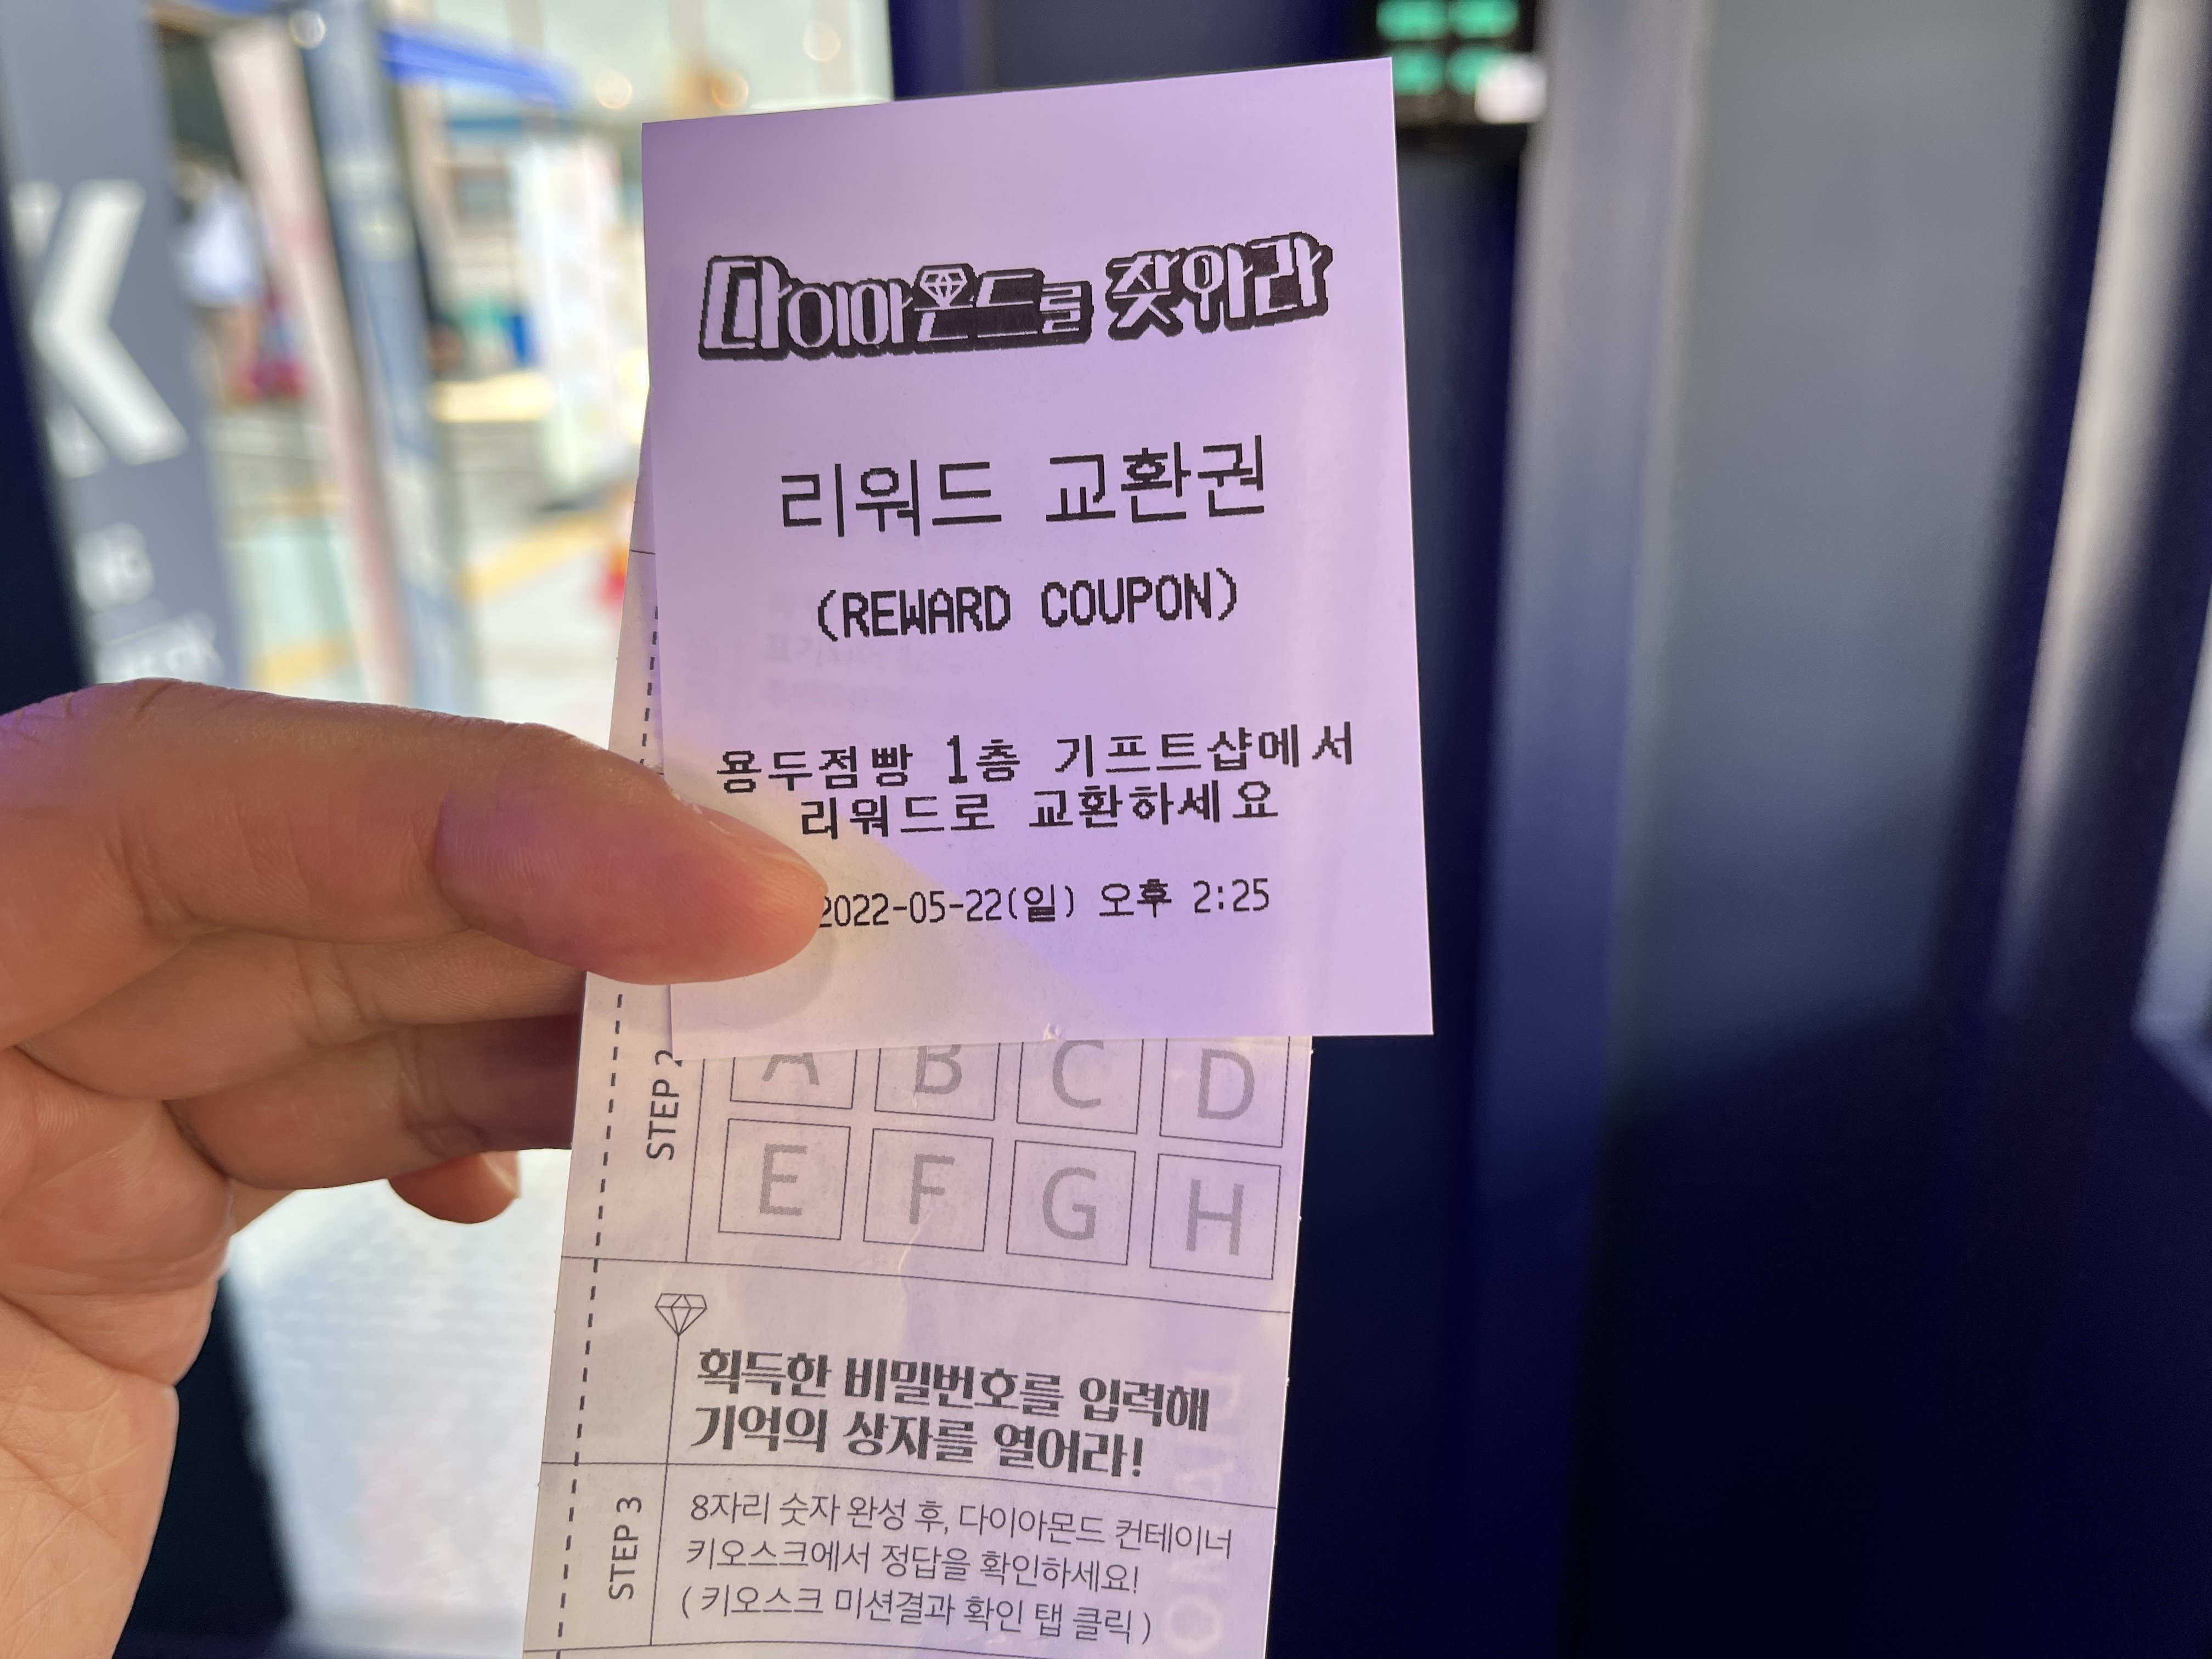 다이아몬드를 찾아라
리워드 교환권
(REWARD COUPON)
용두점빵 1층 기프트샵에서
리워드로 교환하세요
2022-05-22(일) 오후 2:25
STEP 2
A B C D
E F G H
획득한 비밀번호를 입력해
기억의 상자를 열어라!
STEP 3
8자리 숫자 완성 후, 다이아몬드 컨테이너
키오스크에서 정답을 확인하세요!
( 키오스크 미션결과 확인 탭 클릭 )
K